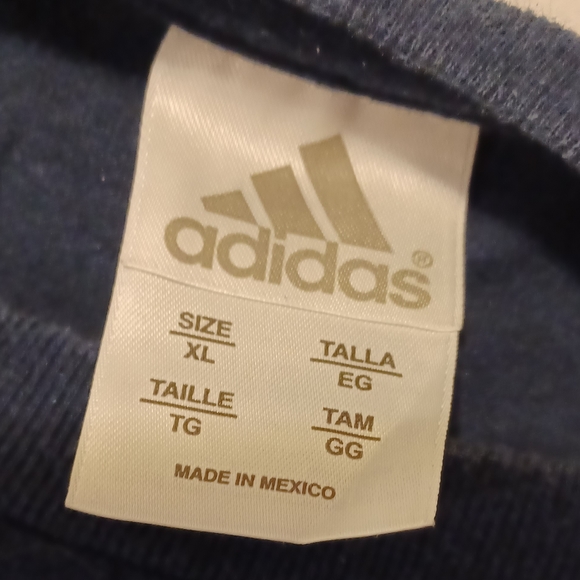 adidas®
SIZE
XL
TALLA
EG
TAILLE
TG
TAM
GG
MADE IN MEXICO